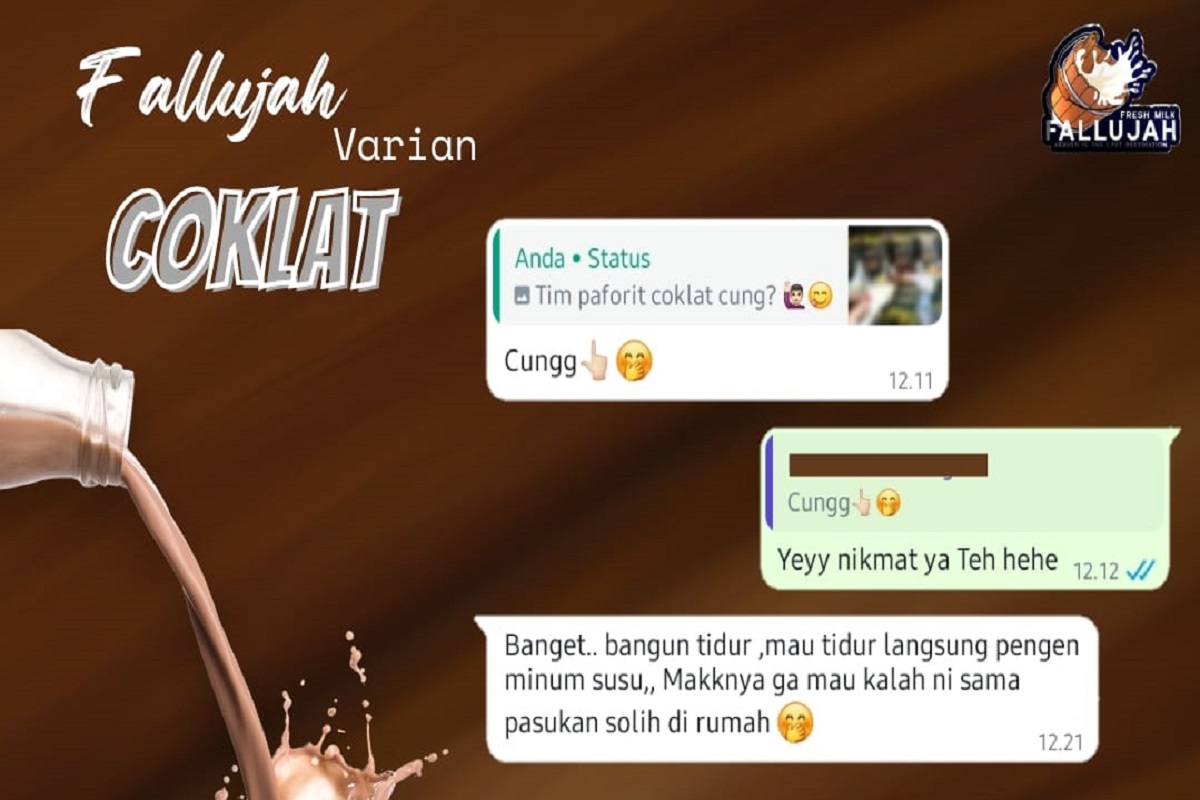 Fallujah
Varian
COKLAT
FRESH MILK
FALLUJAH
HEAVEN IS THE LAST DESTINATION
Anda • Status
Tim paforit coklat cung? 🙋🏻‍♂️😋
Cungg👆🏻🤭
12.11
Cungg👆🏻🤭
Yeyy nikmat ya Teh hehe
12.12
Banget.. bangun tidur ,mau tidur langsung pengen
minum susu,, Makknya ga mau kalah ni sama
pasukan solih di rumah 🤭
12.21